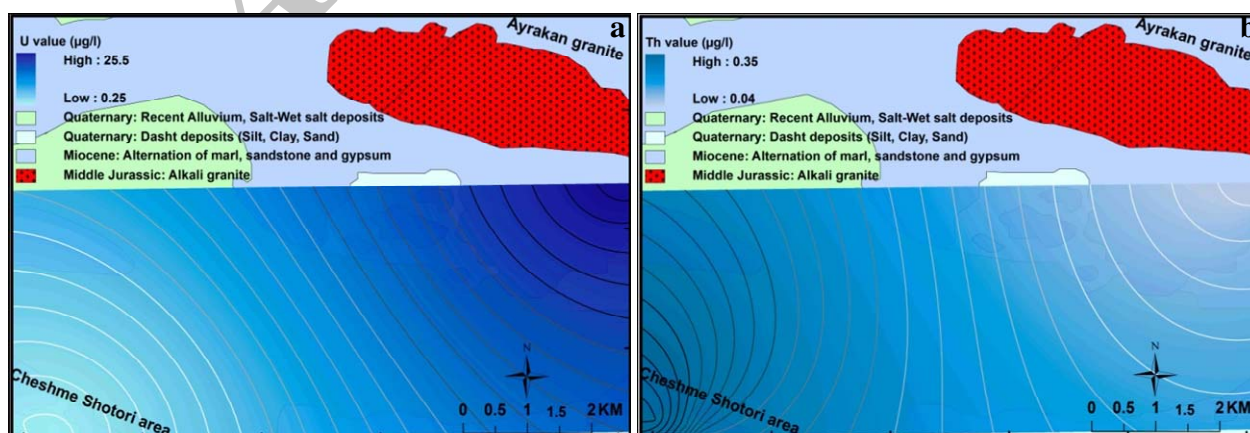 a
Ayrakan granite
U value (µg/l)
High : 25.5
Low : 0.25
Quaternary: Recent Alluvium, Salt-Wet salt deposits
Quaternary: Dasht deposits (Silt, Clay, Sand)
Miocene: Alternation of marl, sandstone and gypsum
Middle Jurassic: Alkali granite
Cheshme Shotori area
N
0 0.5 1 1.5 2 KM
b
Ayrakan granite
Th value (µg/l)
High : 0.35
Low : 0.04
Quaternary: Recent Alluvium, Salt-Wet salt deposits
Quaternary: Dasht deposits (Silt, Clay, Sand)
Miocene: Alternation of marl, sandstone and gypsum
Middle Jurassic: Alkali granite
Cheshme Shotori area
N
0 0.5 1 1.5 2 KM